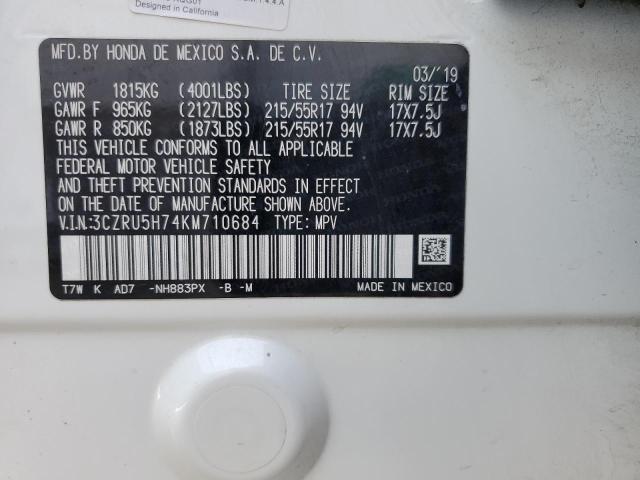 Designed in California
MFD.BY HONDA DE MEXICO S.A. DE C.V.
03/'19
GVWR 1815KG (4001LBS) TIRE SIZE RIM SIZE
GAWR F 965KG (2127LBS) 215/55R17 94V 17X7.5J
GAWR R 850KG (1873LBS) 215/55R17 94V 17X7.5J
THIS VEHICLE CONFORMS TO ALL APPLICABLE
FEDERAL MOTOR VEHICLE SAFETY
AND THEFT PREVENTION STANDARDS IN EFFECT
ON THE DATE OF MANUFACTURE SHOWN ABOVE.
V.I.N:3CZRU5H74KM710684 TYPE: MPV
T7W K AD7 -NH883PX -B -M MADE IN MEXICO